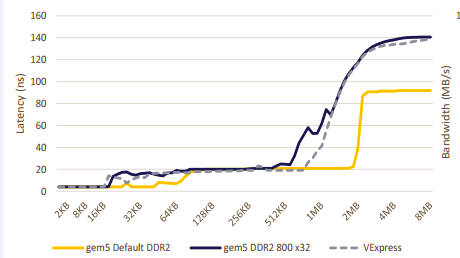 160
140
120
100
80
60
40
20
0
Latency (ns)
Bandwidth (MB/s)
1
2KB 8KB 16KB 32KB 64KB 128KB 256KB 512KB 1MB 2MB 4MB 8MB
gem5 Default DDR2 gem5 DDR2 800 x32 VExpress